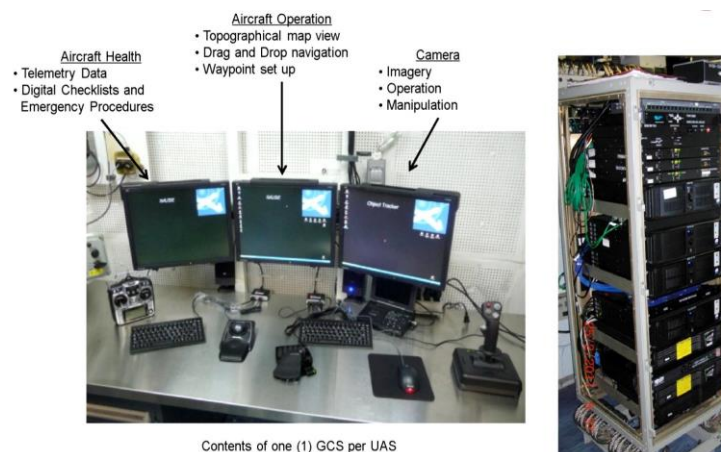 Aircraft Health
• Telemetry Data
• Digital Checklists and
Emergency Procedures
Aircraft Operation
• Topographical map view
• Drag and Drop navigation
• Waypoint set up
Camera
• Imagery
• Operation
• Manipulation
Object Tracker
Contents of one (1) GCS per UAS